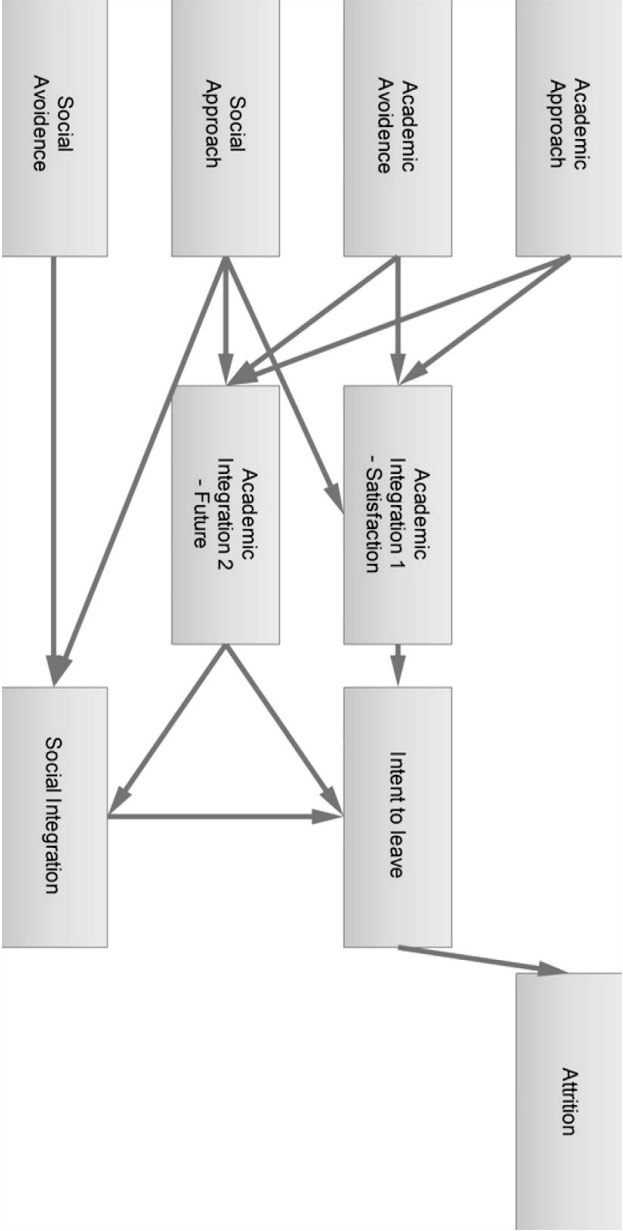 Academic
Approach
Academic
Avoidence
Social
Approach
Social
Avoidence
Academic
Integration 1
- Satisfaction
Academic
Integration 2
- Future
Intent to leave
Social Integration
Attrition